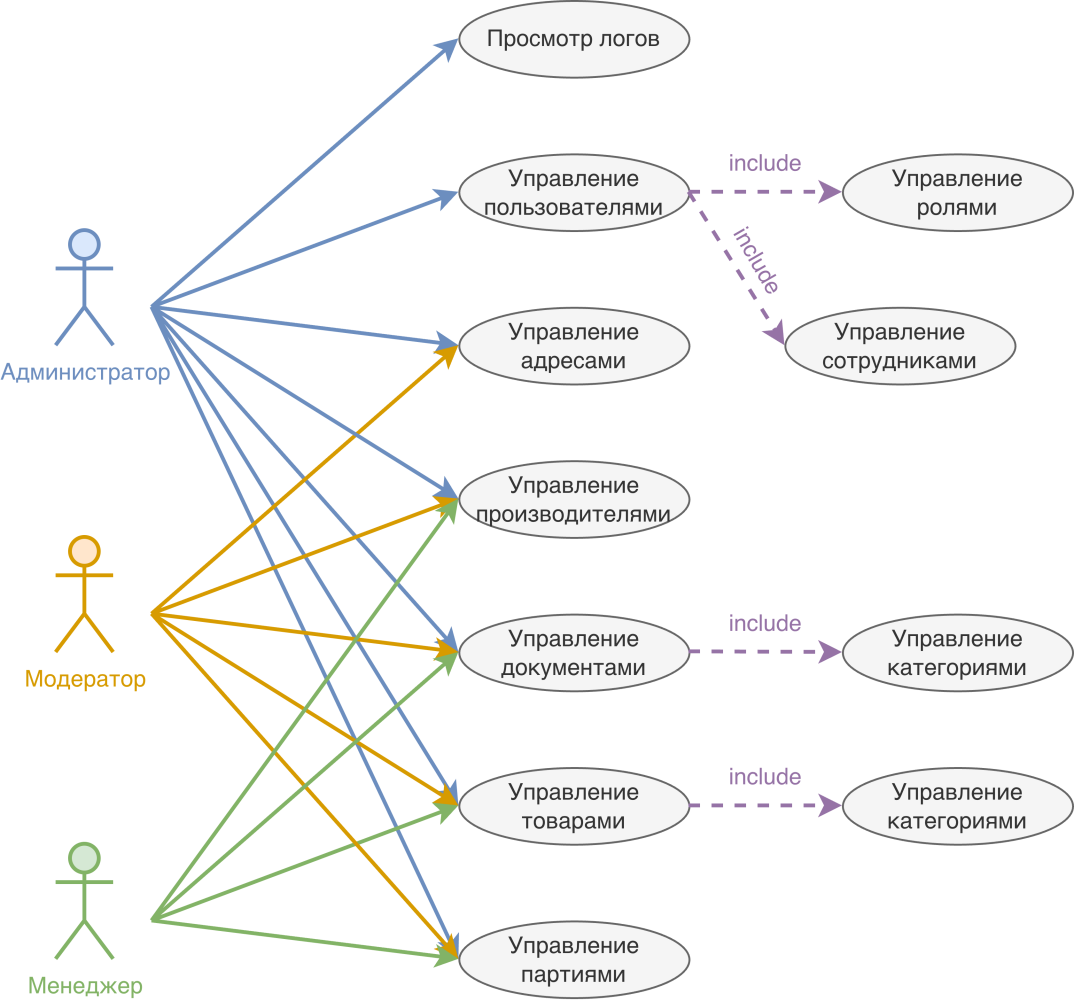 Просмотр логов
Управление
пользователями
include
Управление
ролями
include
Администратор
Управление
адресами
Управление
сотрудниками
Управление
производителями
Модератор
Управление
документами
include
Управление
категориями
Управление
товарами
include
Управление
категориями
Менеджер
Управление
партиями